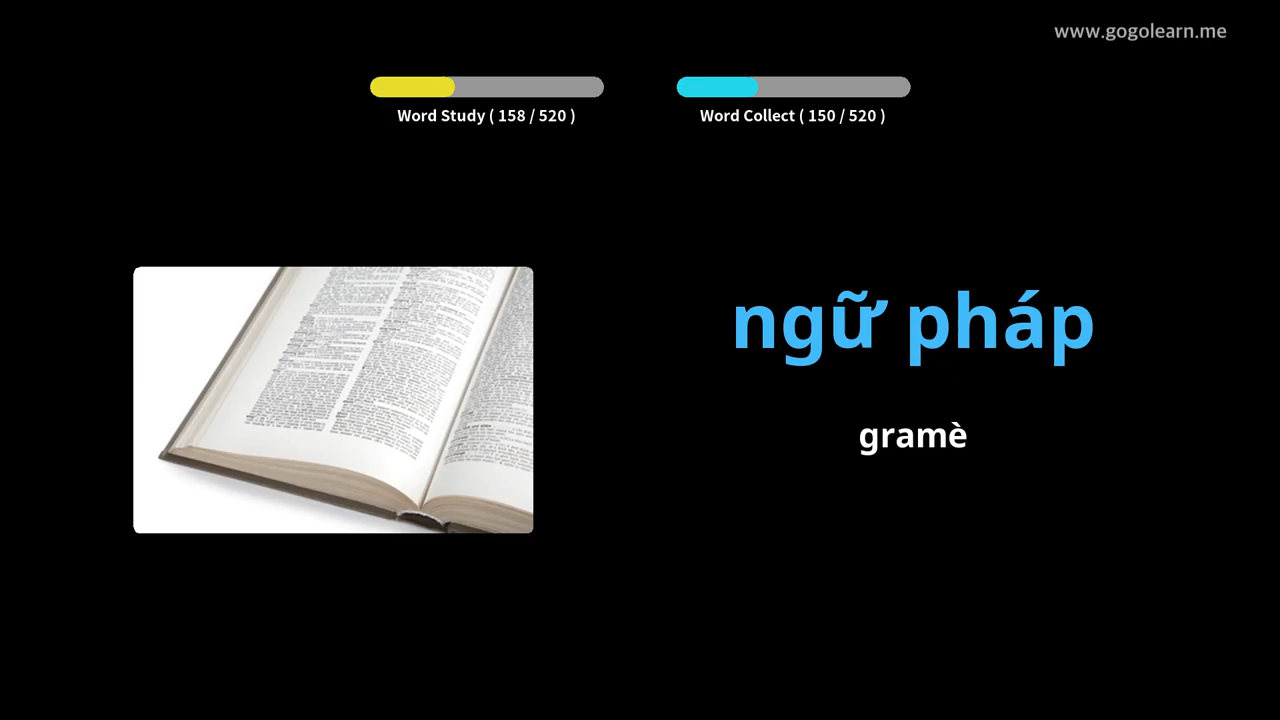 www.gogolearn.me
Word Study ( 158 / 520 )
Word Collect ( 150 / 520 )
ngữ pháp
gramè